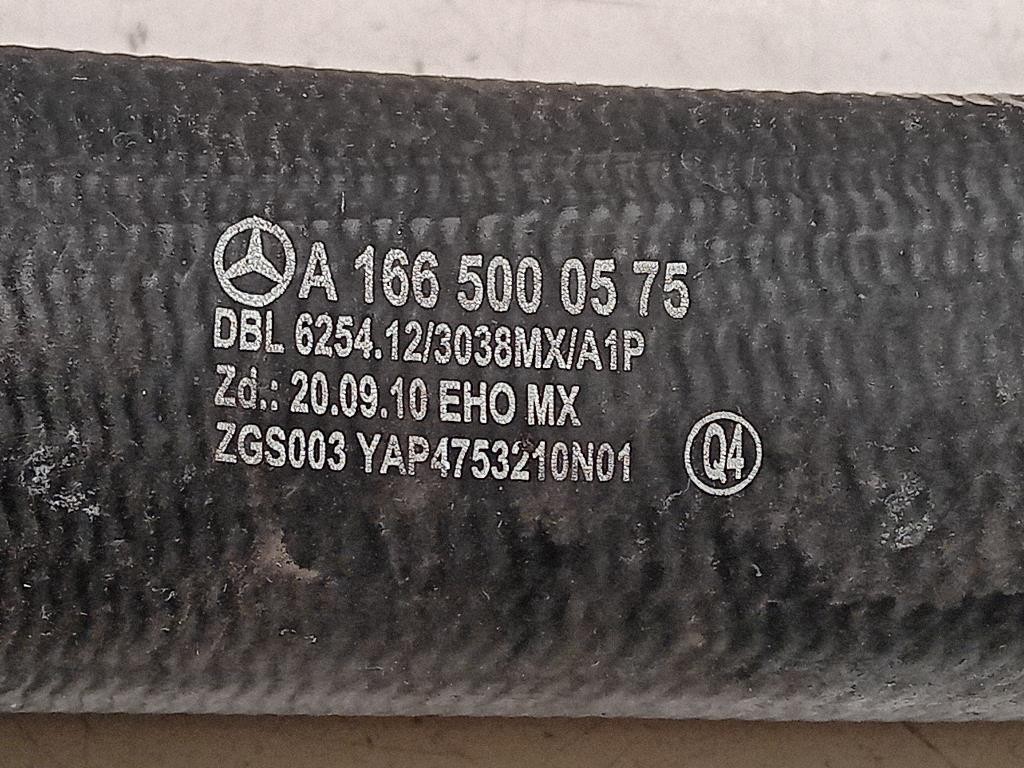 A 166 500 05 75
DBL 6254.12/3038MX/A1P
Zd.: 20.09.10 EHO MX
ZGS003 YAP4753210N01
Q4